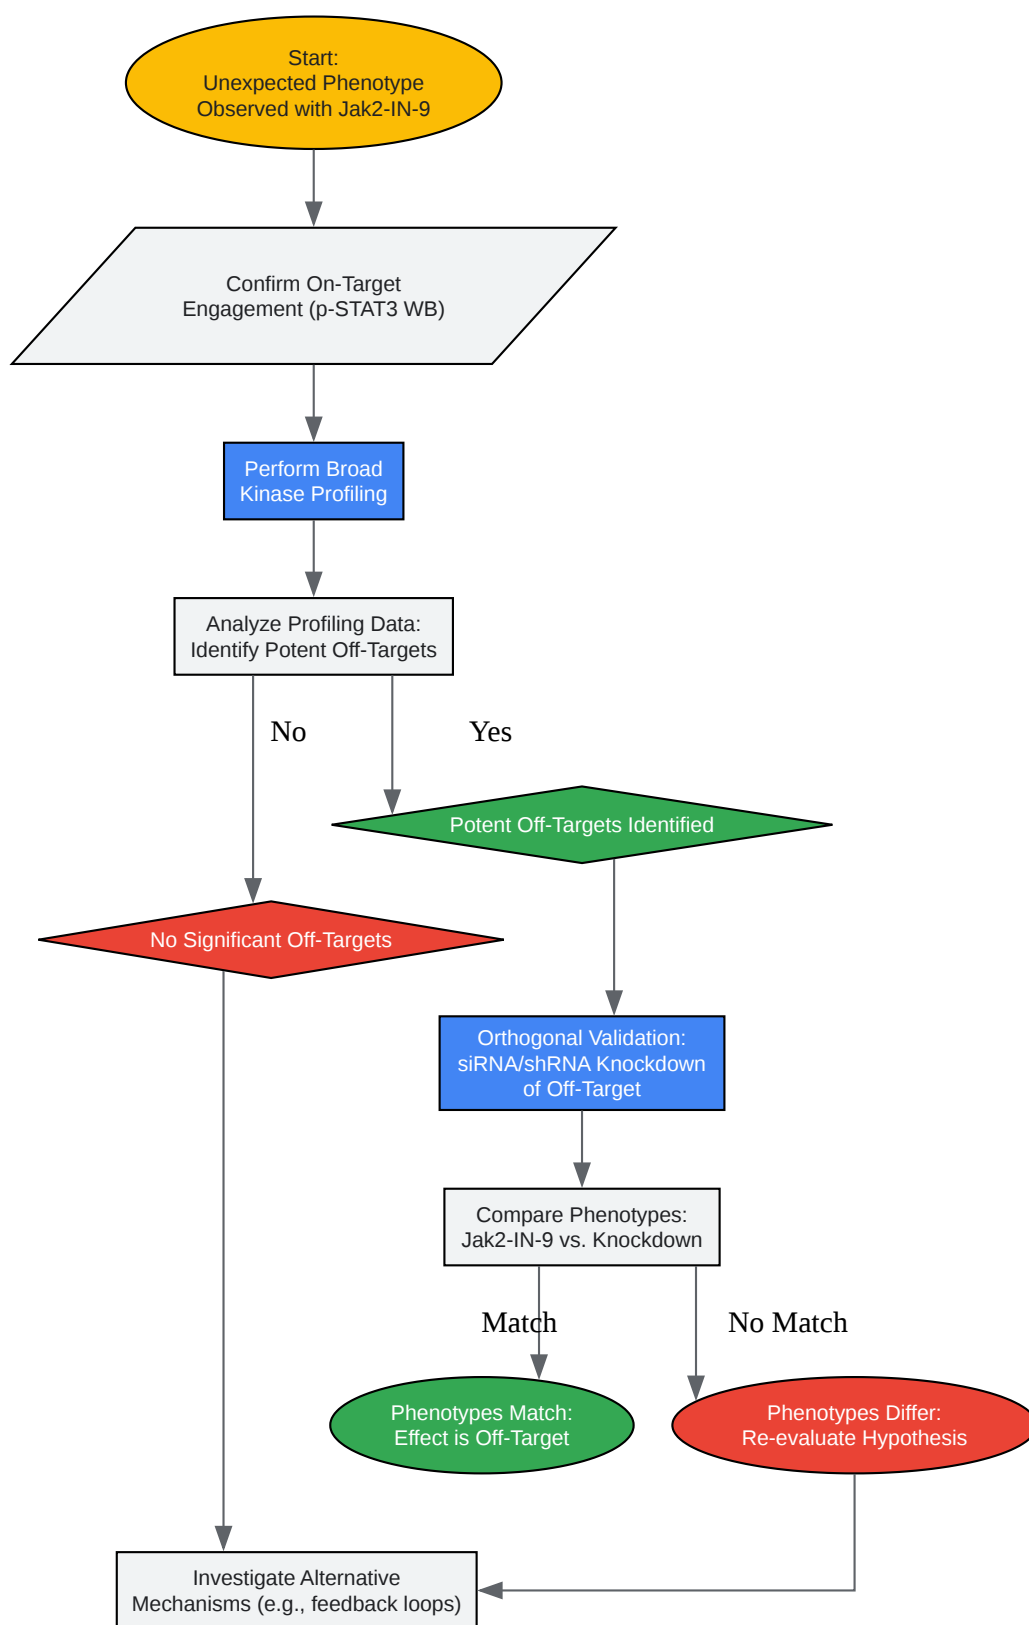 Start:
Unexpected Phenotype
Observed with Jak2-IN-9
Confirm On-Target
Engagement (p-STAT3 WB)
Perform Broad
Kinase Profiling
Analyze Profiling Data:
Identify Potent Off-Targets
No
Yes
Potent Off-Targets Identified
No Significant Off-Targets
Orthogonal Validation:
siRNA/shRNA Knockdown
of Off-Target
Compare Phenotypes:
Jak2-IN-9 vs. Knockdown
Match
No Match
Phenotypes Match:
Effect is Off-Target
Phenotypes Differ:
Re-evaluate Hypothesis
Investigate Alternative
Mechanisms (e.g., feedback loops)